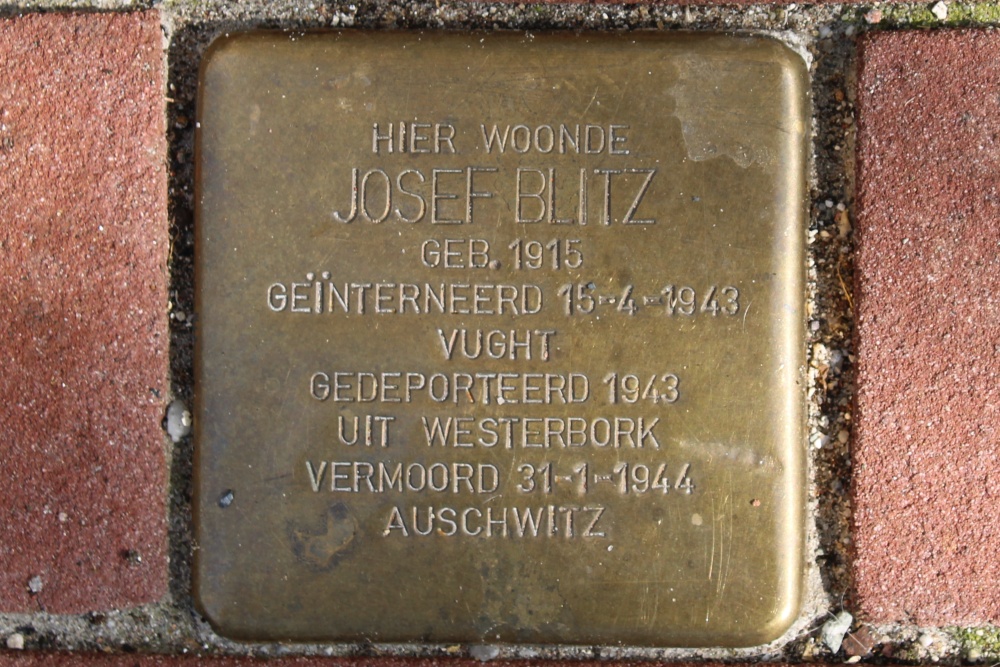 HIER WOONDE
JOSEF BLITZ
GEB. 1915
GEÏNTERNEERD 15-4-1943
VUGHT
GEDEPORTEERD 1943
UIT WESTERBORK
VERMOORD 31-1-1944
AUSCHWITZ